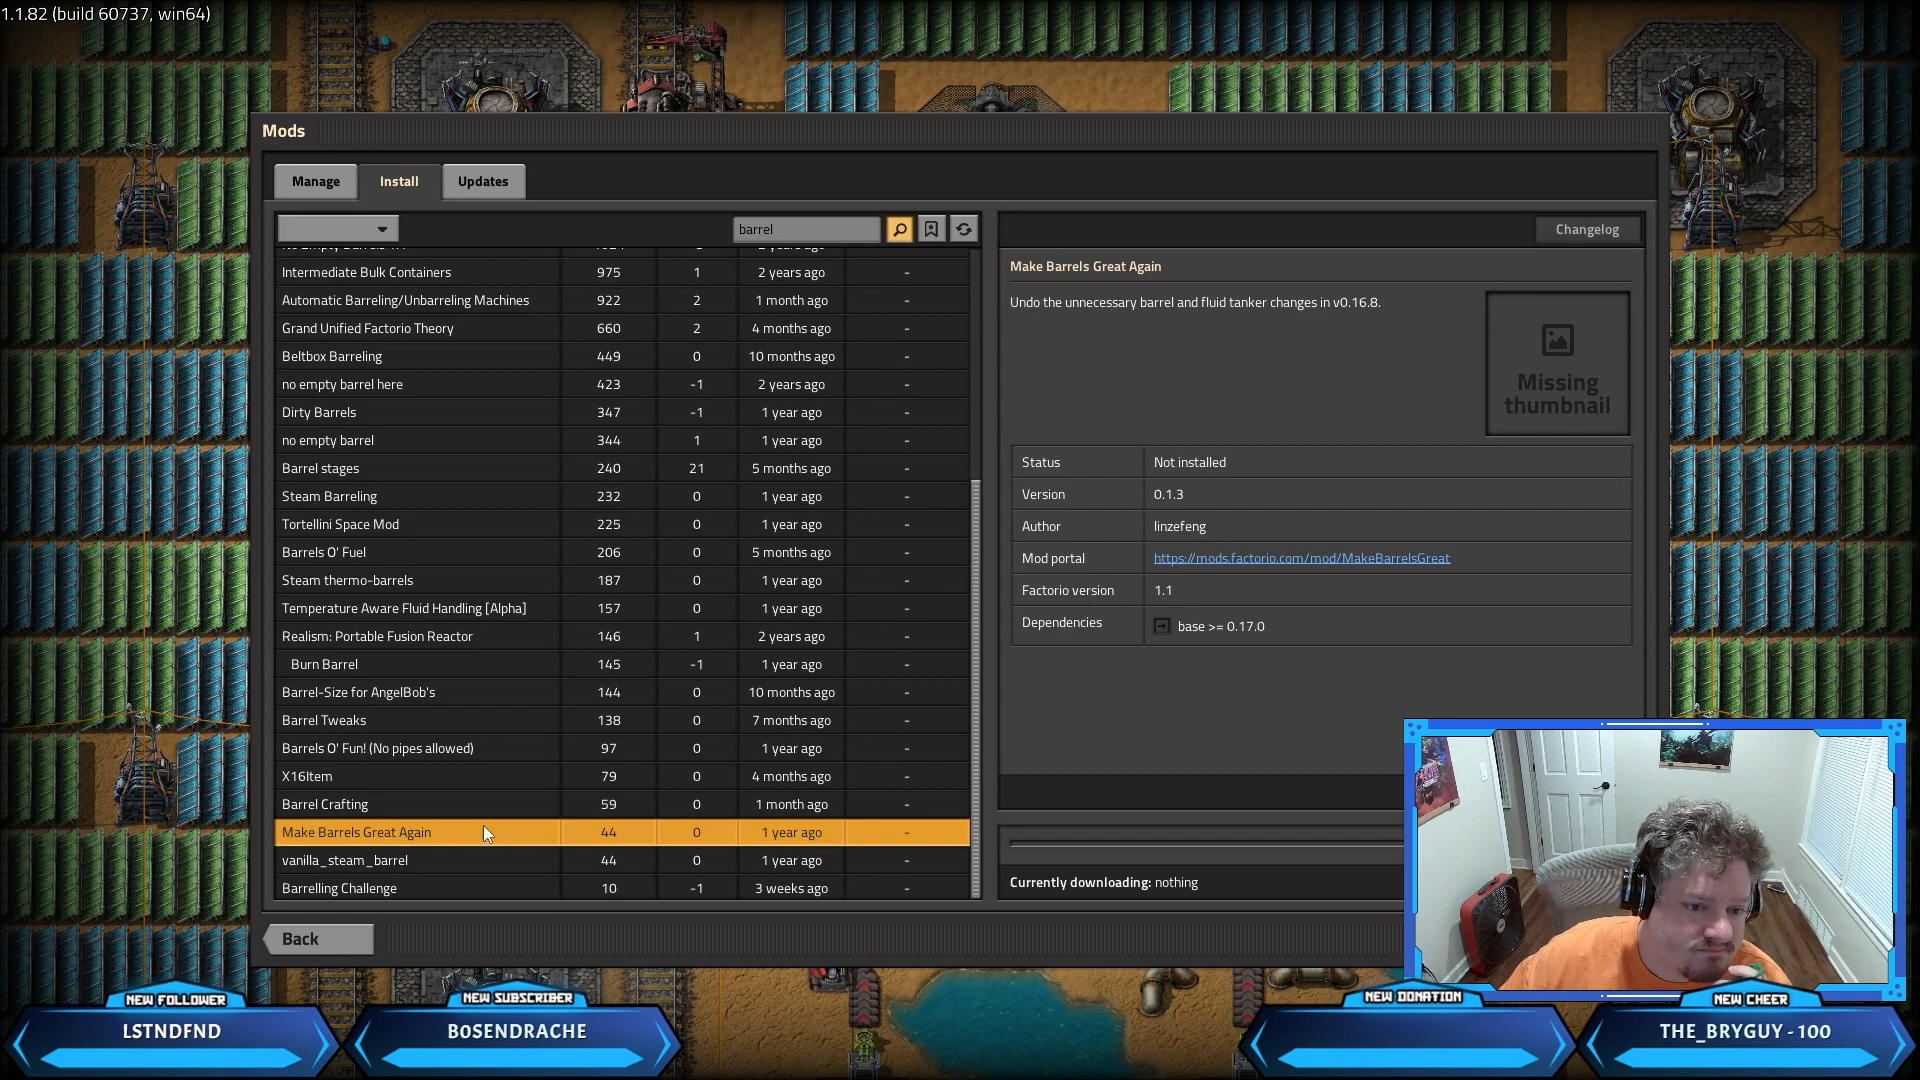 1.1.82 (build 60737, win64)
Mods
Manage Install Updates
barrel
Changelog
Intermediate Bulk Containers 975 1 2 years ago -
Automatic Barreling/Unbarreling Machines 922 2 1 month ago -
Grand Unified Factorio Theory 660 2 4 months ago -
Beltbox Barreling 449 0 10 months ago -
no empty barrel here 423 -1 2 years ago -
Dirty Barrels 347 -1 1 year ago -
no empty barrel 344 1 1 year ago -
Barrel stages 240 21 5 months ago -
Steam Barreling 232 0 1 year ago -
Tortellini Space Mod 225 0 1 year ago -
Barrels O' Fuel 206 0 5 months ago -
Steam thermo-barrels 187 0 1 year ago -
Temperature Aware Fluid Handling [Alpha] 157 0 1 year ago -
Realism: Portable Fusion Reactor 146 1 2 years ago -
Burn Barrel 145 -1 1 year ago -
Barrel-Size for AngelBob's 144 0 10 months ago -
Barrel Tweaks 138 0 7 months ago -
Barrels O' Fun! (No pipes allowed) 97 0 1 year ago -
X16Item 79 0 4 months ago -
Barrel Crafting 59 0 1 month ago -
Make Barrels Great Again 44 0 1 year ago -
vanilla_steam_barrel 44 0 1 year ago -
Barrelling Challenge 10 -1 3 weeks ago -
Make Barrels Great Again
Undo the unnecessary barrel and fluid tanker changes in v0.16.8.
Missing
thumbnail
Status Not installed
Version 0.1.3
Author linzefeng
Mod portal https://mods.factorio.com/mod/MakeBarrelsGreat
Factorio version 1.1
Dependencies base >= 0.17.0
Currently downloading: nothing
Back
NEW FOLLOWER
LSTNDFND
NEW SUBSCRIBER
B0SENDRACHE
NEW DONATION
NEW CHEER
THE_BRYGUY - 100